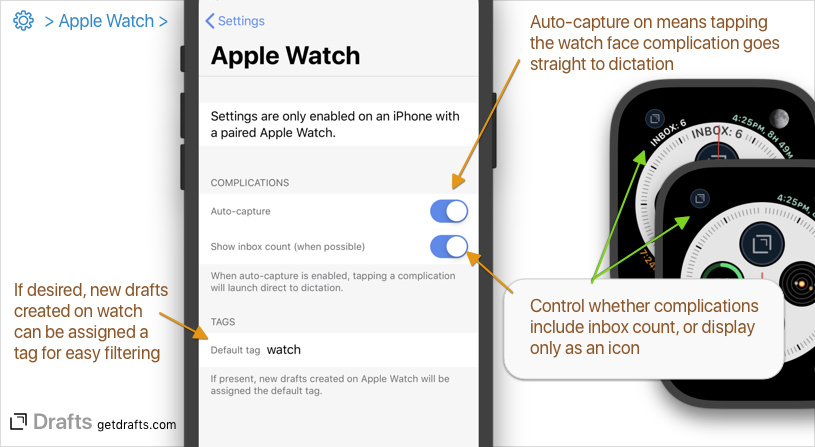 > Apple Watch >
Settings
Apple Watch
Settings are only enabled on an iPhone with
a paired Apple Watch.
COMPLICATIONS
Auto-capture
Show inbox count (when possible)
When auto-capture is enabled, tapping a complication
will launch direct to dictation.
TAGS
Default tag watch
If present, new drafts created on Apple Watch will be
assigned the default tag.
If desired, new drafts
created on watch
can be assigned a
tag for easy filtering
Auto-capture on means tapping
the watch face complication goes
straight to dictation
INBOX: 6
INBOX: 6
4:25PM, 8H 49M
4:25PM
Control whether complications
include inbox count, or display
only as an icon
Drafts getdrafts.com